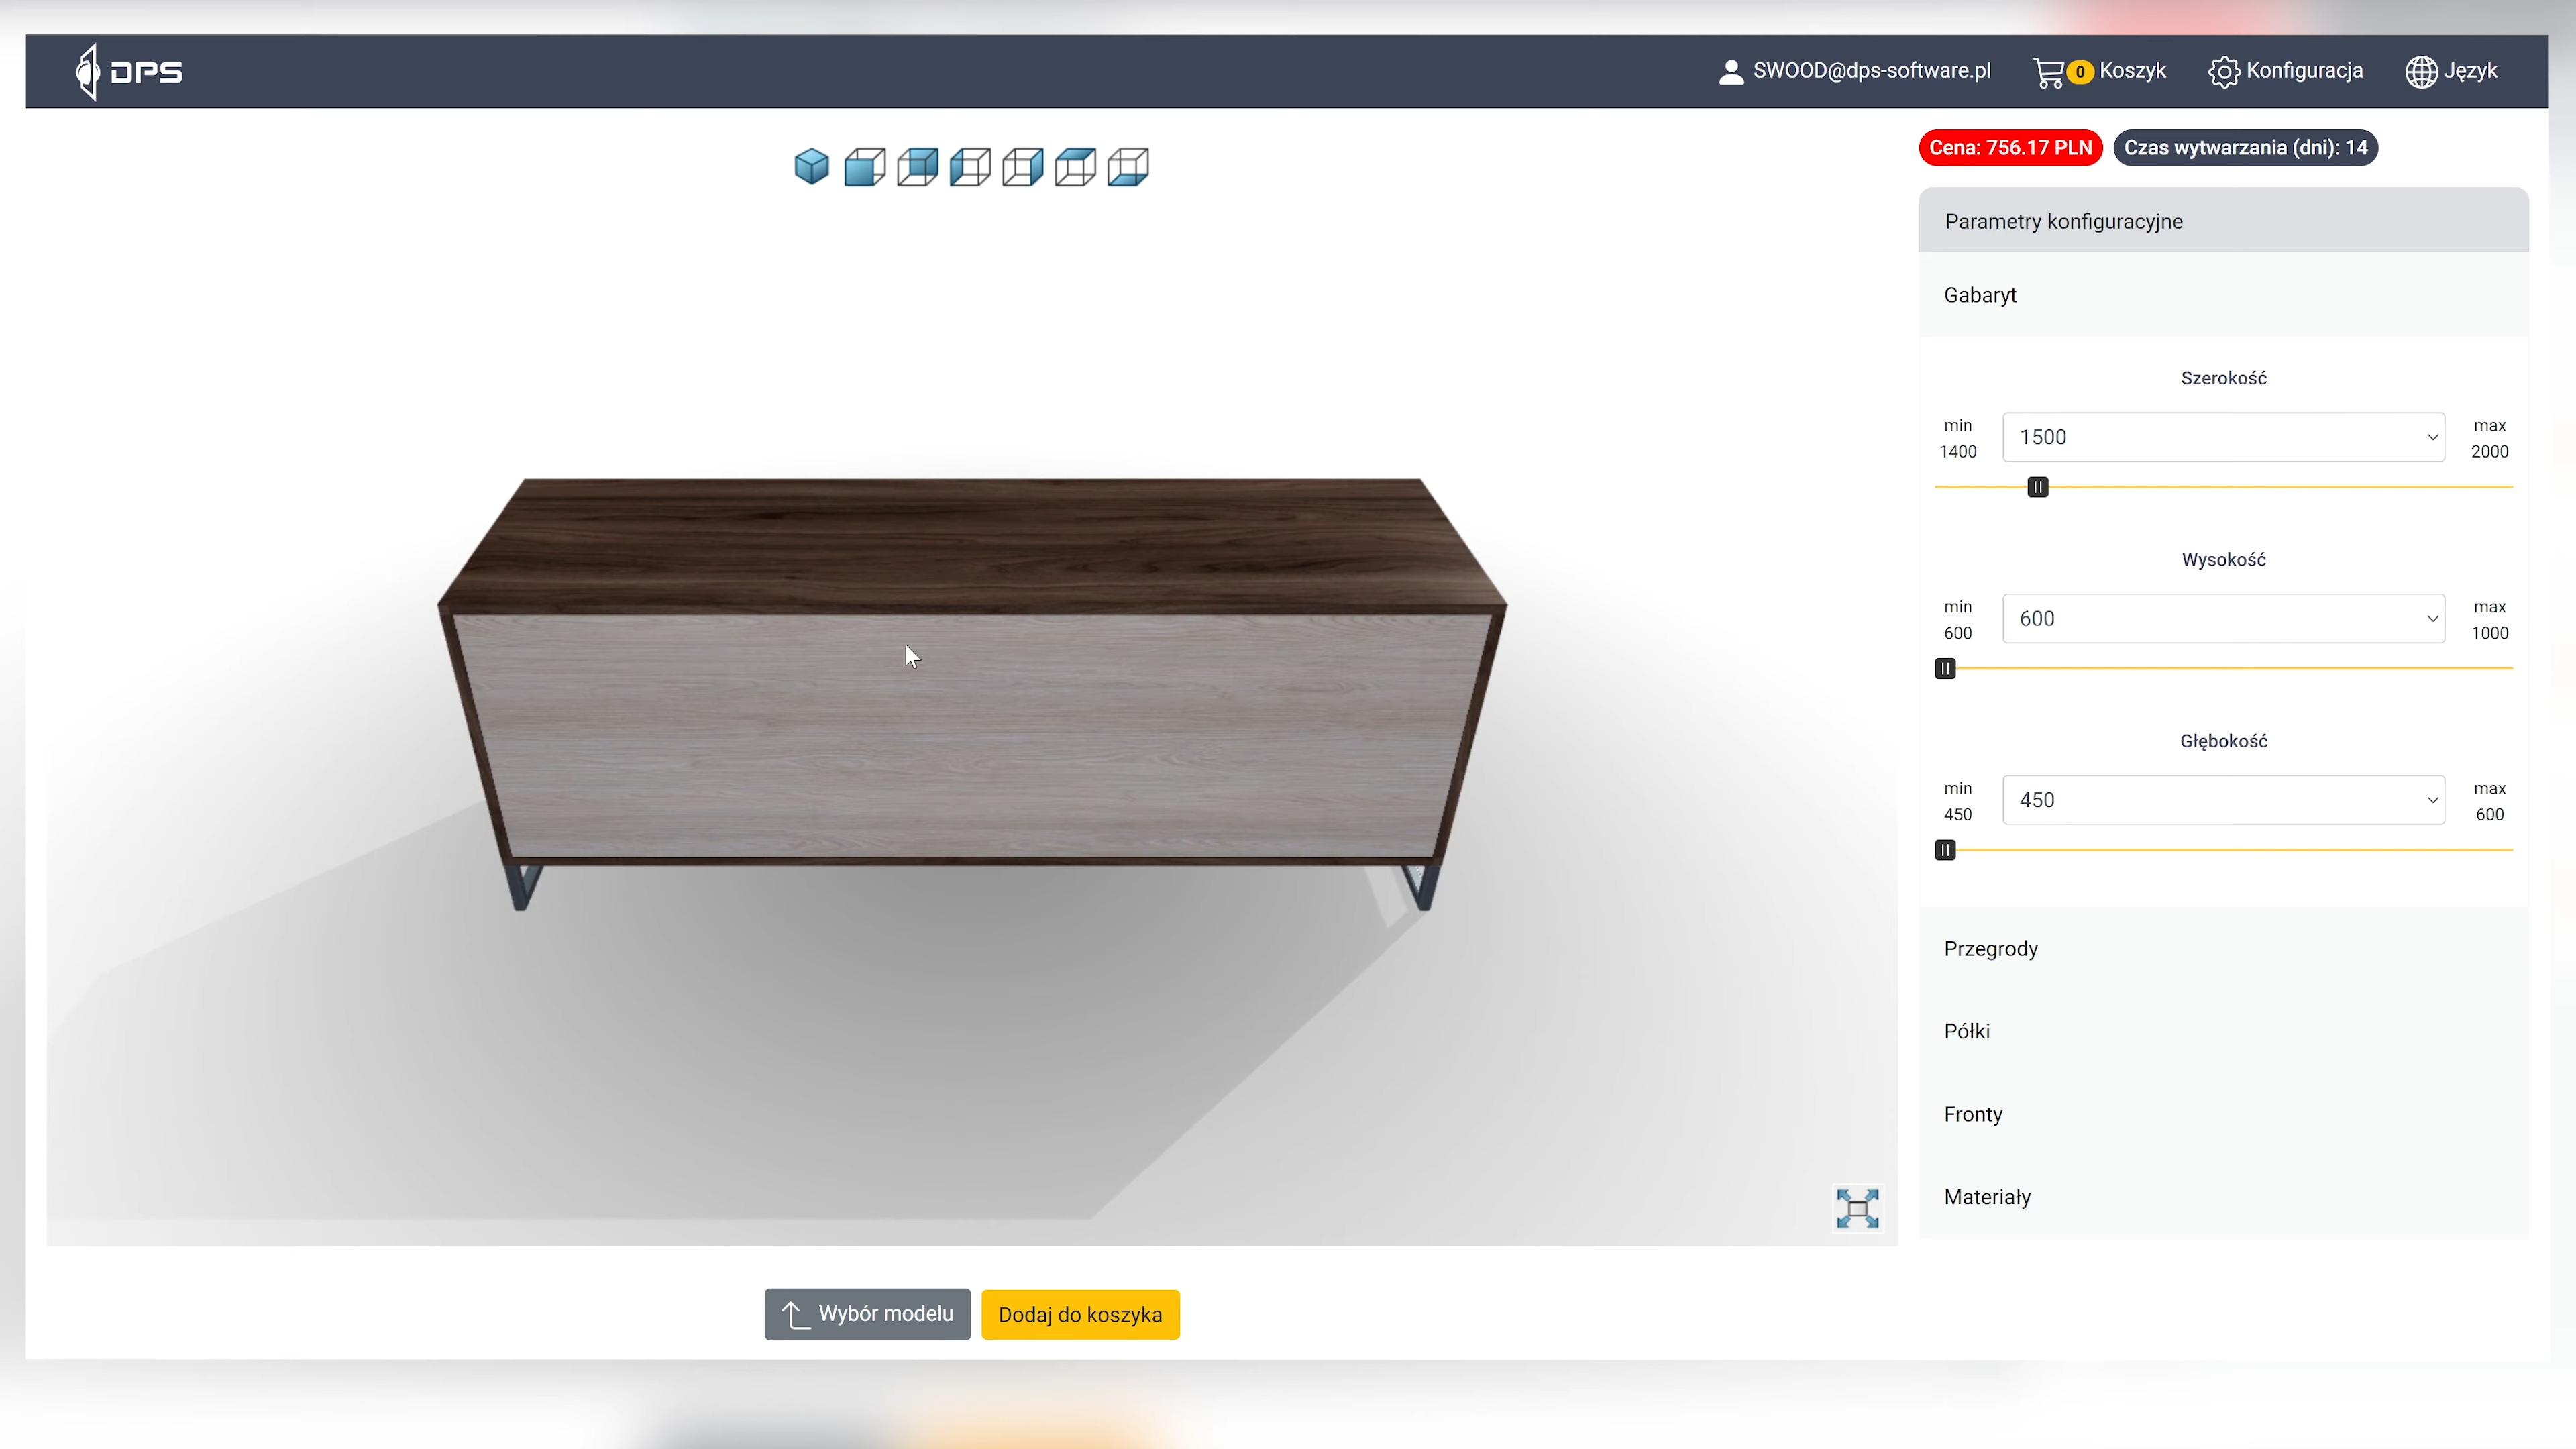 DPS
SWOOD@dps-software.pl
0 Koszyk
Konfiguracja
Język
Cena: 756.17 PLN
Czas wytwarzania (dni): 14
Parametry konfiguracyjne
Gabaryt
Szerokość
min
1400
1500
max
2000
Wysokość
min
600
600
max
1000
Głębokość
min
450
450
max
600
Przegrody
Półki
Fronty
Materiały
Wybór modelu
Dodaj do koszyka